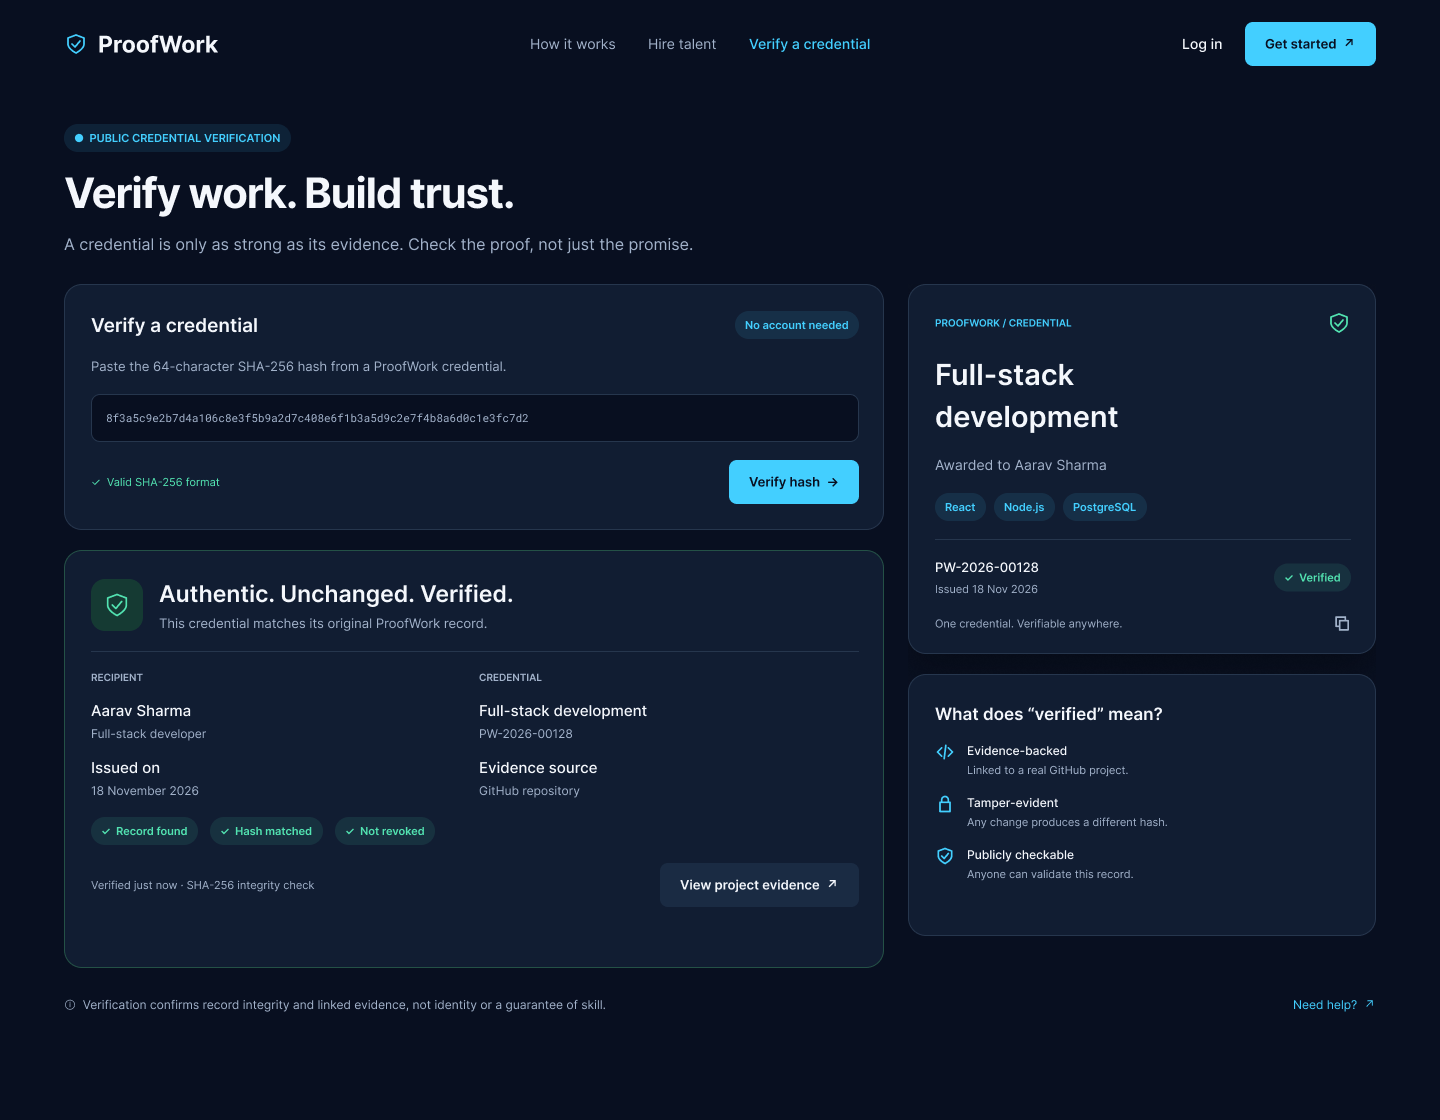 ProofWork
How it works
Hire talent
Verify a credential
Log in
Get started ↗
PUBLIC CREDENTIAL VERIFICATION
Verify work. Build trust.
A credential is only as strong as its evidence. Check the proof, not just the promise.
Verify a credential
No account needed
Paste the 64-character SHA-256 hash from a ProofWork credential.
8f3a5c9e2b7d4a106c8e3f5b9a2d7c408e6f1b3a5d9c2e7f4b8a6d0c1e3fc7d2
✓ Valid SHA-256 format
Verify hash →
Authentic. Unchanged. Verified.
This credential matches its original ProofWork record.
RECIPIENT
Aarav Sharma
Full-stack developer
CREDENTIAL
Full-stack development
PW-2026-00128
Issued on
18 November 2026
Evidence source
GitHub repository
✓ Record found
✓ Hash matched
✓ Not revoked
Verified just now · SHA-256 integrity check
View project evidence ↗
PROOFWORK / CREDENTIAL
Full-stack
development
Awarded to Aarav Sharma
React
Node.js
PostgreSQL
PW-2026-00128
Issued 18 Nov 2026
✓ Verified
One credential. Verifiable anywhere.
What does “verified” mean?
Evidence-backed
Linked to a real GitHub project.
Tamper-evident
Any change produces a different hash.
Publicly checkable
Anyone can validate this record.
ⓘ Verification confirms record integrity and linked evidence, not identity or a guarantee of skill.
Need help? ↗